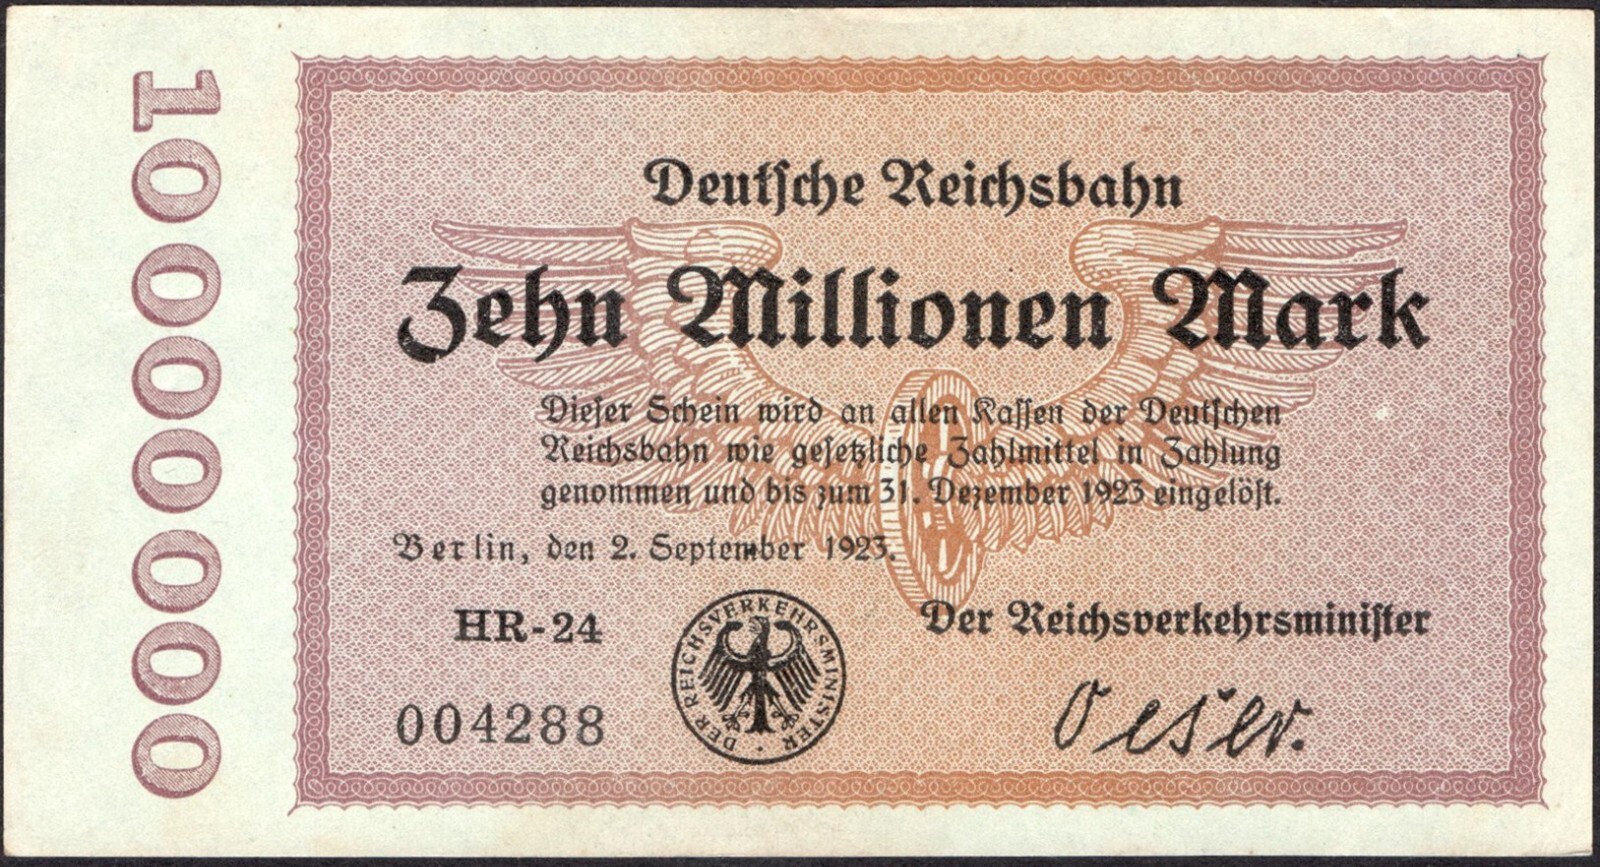 10000000
Deutsche Reichsbahn
Zehn Millionen Mark
Dieser Schein wird an allen Kassen der Deutschen
Reichsbahn wie gesetzliche Zahlmittel in Zahlung
genommen und bis zum 31. Dezember 1923 eingelöst.
Berlin, den 2. September 1923.
HR-24
004288
DER REICHSVERKEHRSMINISTER
Der Reichsverkehrsminister
Oeser.